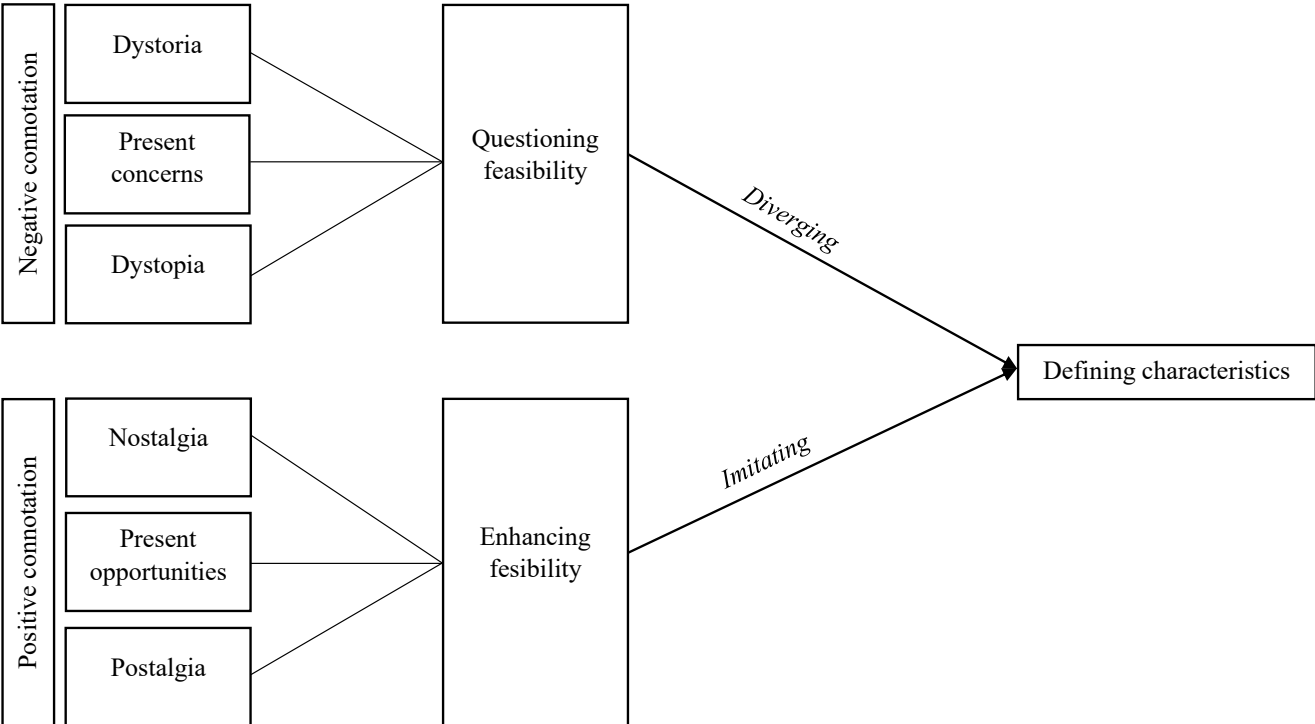 Negative connotation
Dystoria
Present
concerns
Dystopia
Questioning
feasibility
Diverging
Defining characteristics
Positive connotation
Nostalgia
Present
opportunities
Postalgia
Enhancing
fesibility
Imitating